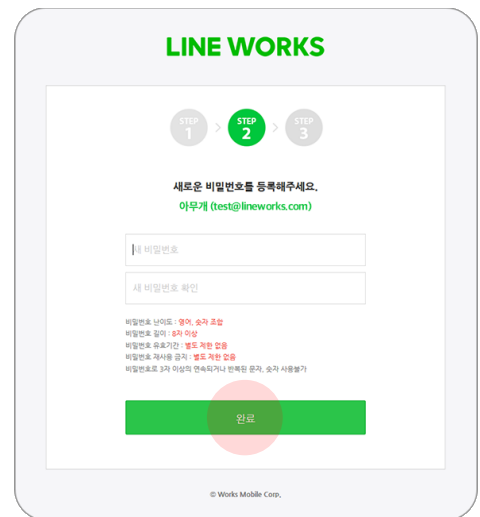 LINE WORKS
STEP 1
STEP 2
STEP 3
새로운 비밀번호를 등록해주세요.
아무개 (test@lineworks.com)
새 비밀번호
새 비밀번호 확인
비밀번호 난이도 : 영어, 숫자 조합
비밀번호 길이 : 8자 이상
비밀번호 유효기간 : 별도 제한 없음
비밀번호 재사용 금지 : 별도 제한 없음
비밀번호로 3자 이상의 연속되거나 반복된 문자, 숫자 사용불가
완료
© Works Mobile Corp.